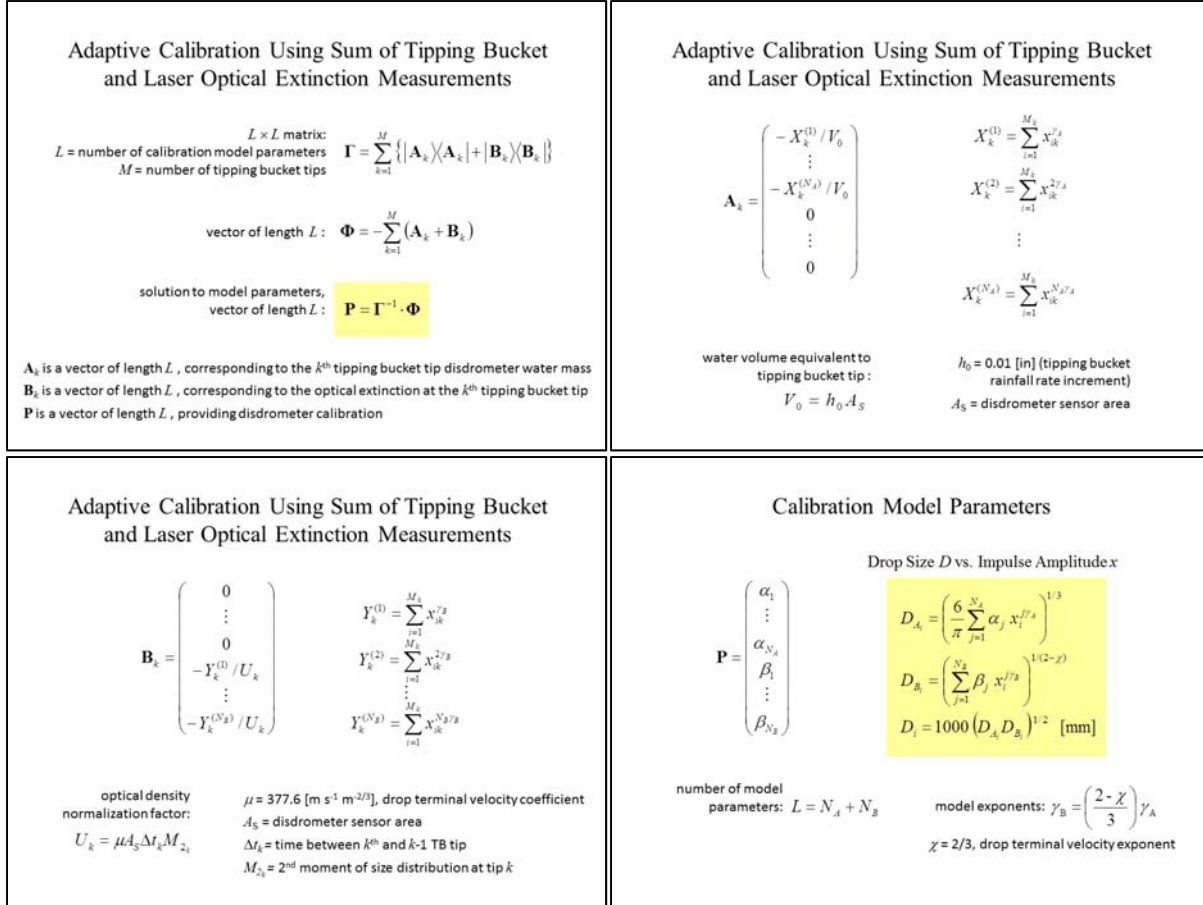 Adaptive Calibration Using Sum of Tipping Bucket
and Laser Optical Extinction Measurements
L × L matrix:
L = number of calibration model parameters
M = number of tipping bucket tips
Γ = ∑_{k=1}^{M} {|A_k⟩⟨A_k| + |B_k⟩⟨B_k|}
vector of length L : Φ = −∑_{k=1}^{M} (A_k + B_k)
solution to model parameters,
vector of length L : P = Γ^{-1} · Φ
A_k is a vector of length L , corresponding to the k^th tipping bucket tip disdrometer water mass
B_k is a vector of length L , corresponding to the optical extinction at the k^th tipping bucket tip
P is a vector of length L , providing disdrometer calibration
Adaptive Calibration Using Sum of Tipping Bucket
and Laser Optical Extinction Measurements
A_k = ( − X_k^{(1)} / V_0 ⋮ − X_k^{(N_A)} / V_0 0 ⋮ 0 )
X_k^{(1)} = ∑_{i=1}^{M_k} x_{ik}^{γ_A}
X_k^{(2)} = ∑_{i=1}^{M_k} x_{ik}^{2γ_A}
⋮
X_k^{(N_A)} = ∑_{i=1}^{M_k} x_{ik}^{N_A γ_A}
water volume equivalent to
tipping bucket tip :
V_0 = h_0 A_S
h_0 = 0.01 [in] (tipping bucket
rainfall rate increment)
A_S = disdrometer sensor area
Adaptive Calibration Using Sum of Tipping Bucket
and Laser Optical Extinction Measurements
B_k = ( 0 ⋮ 0 − Y_k^{(1)} / U_k ⋮ − Y_k^{(N_B)} / U_k )
Y_k^{(1)} = ∑_{i=1}^{M_k} x_{ik}^{γ_B}
Y_k^{(2)} = ∑_{i=1}^{M_k} x_{ik}^{2γ_B}
⋮
Y_k^{(N_B)} = ∑_{i=1}^{M_k} x_{ik}^{N_B γ_B}
optical density
normalization factor:
U_k = μA_S Δt_k M_{2_k}
μ = 377.6 [m s^-1 m^-2/3], drop terminal velocity coefficient
A_S = disdrometer sensor area
Δt_k = time between k^th and k-1 TB tip
M_{2_k} = 2^nd moment of size distribution at tip k
Calibration Model Parameters
Drop Size D vs. Impulse Amplitude x
P = ( α_1 ⋮ α_{N_A} β_1 ⋮ β_{N_B} )
D_{A_i} = ( 6/π ∑_{j=1}^{N_A} α_j x_i^{jγ_A} )^{1/3}
D_{B_i} = ( ∑_{j=1}^{N_B} β_j x_i^{jγ_B} )^{1/(2−χ)}
D_i = 1000 (D_{A_i} D_{B_i})^{1/2} [mm]
number of model
parameters: L = N_A + N_B
model exponents: γ_B = ( (2 - χ)/3 ) γ_A
χ = 2/3, drop terminal velocity exponent